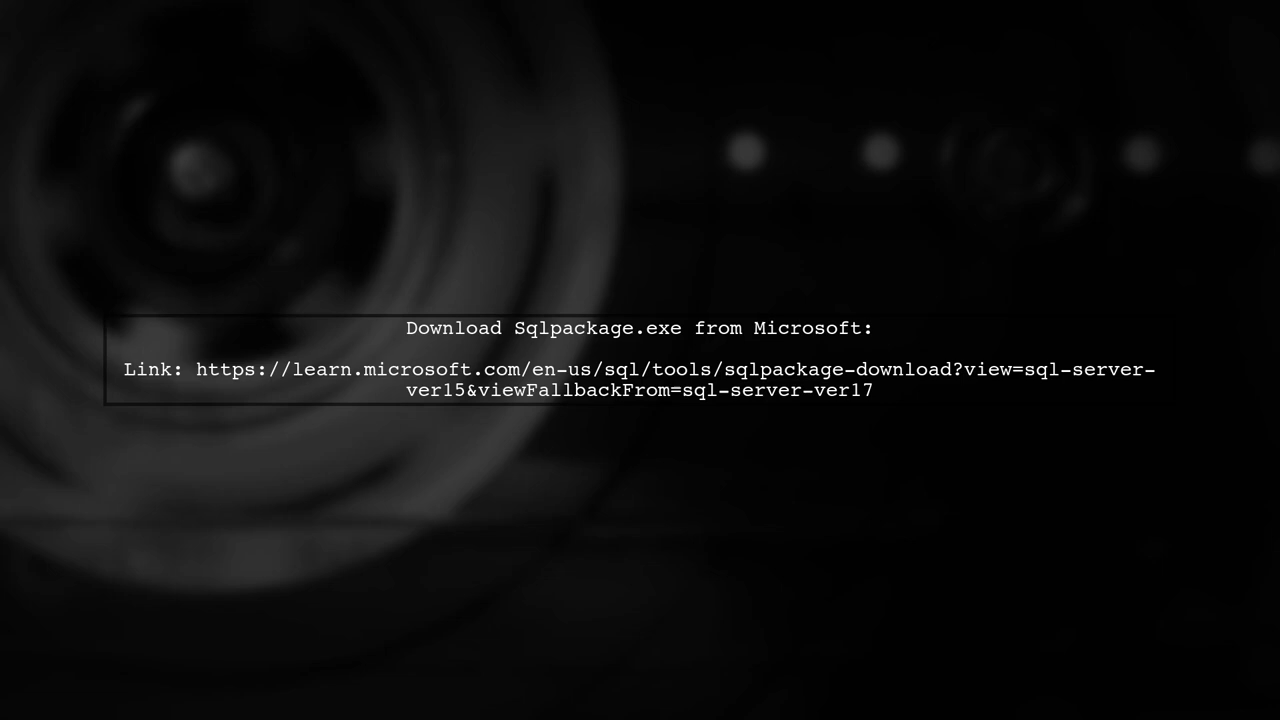 Download Sqlpackage.exe from Microsoft:
Link: https://learn.microsoft.com/en-us/sql/tools/sqlpackage-download?view=sql-server-
ver15&viewFallbackFrom=sql-server-ver17